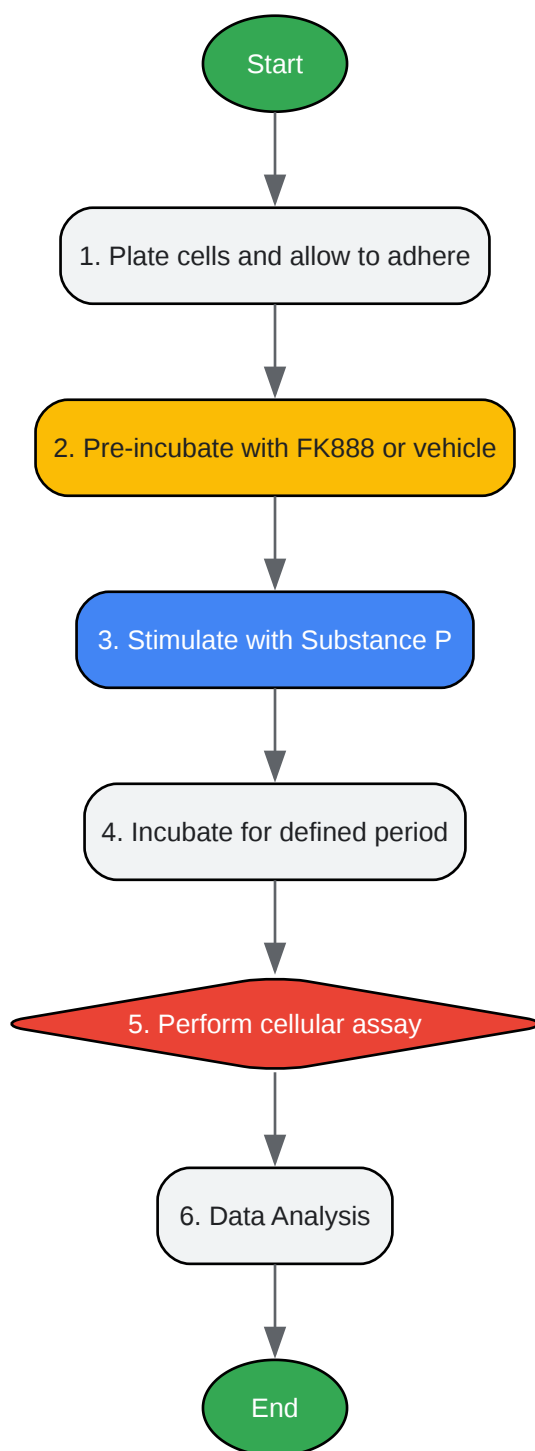 Start
1. Plate cells and allow to adhere
2. Pre-incubate with FK888 or vehicle
3. Stimulate with Substance P
4. Incubate for defined period
5. Perform cellular assay
6. Data Analysis
End